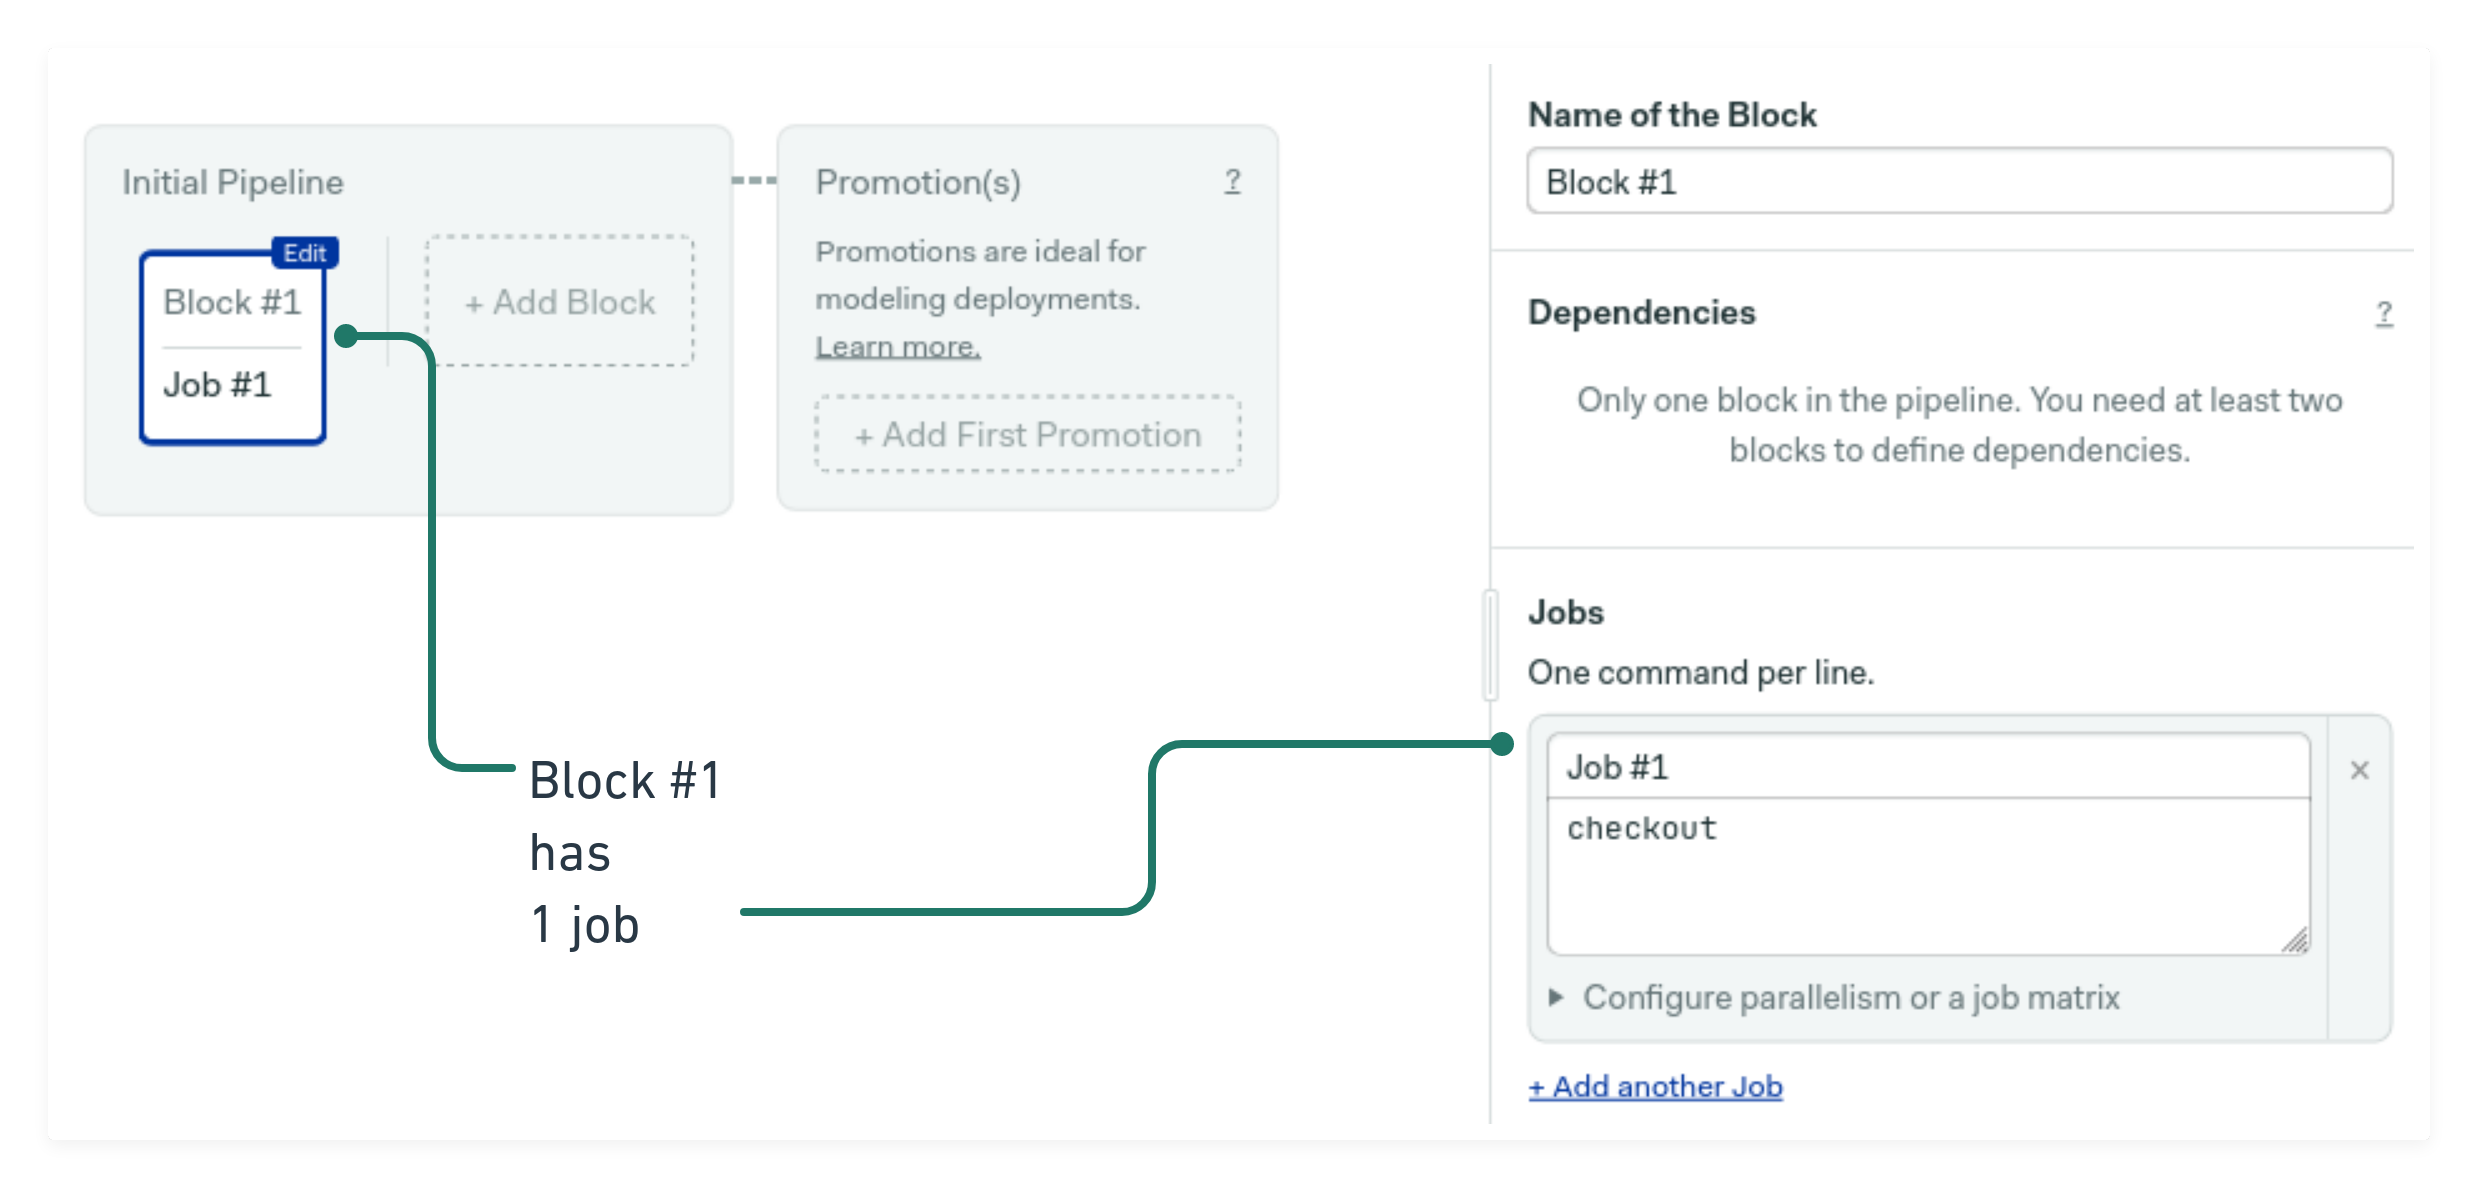 Initial Pipeline
Edit
Block #1
Job #1
+ Add Block
Promotion(s)
?
Promotions are ideal for
modeling deployments.
Learn more.
+ Add First Promotion
Block #1
has
1 job
Name of the Block
Block #1
Dependencies
?
Only one block in the pipeline. You need at least two
blocks to define dependencies.
Jobs
One command per line.
Job #1
×
checkout
Configure parallelism or a job matrix
+ Add another Job